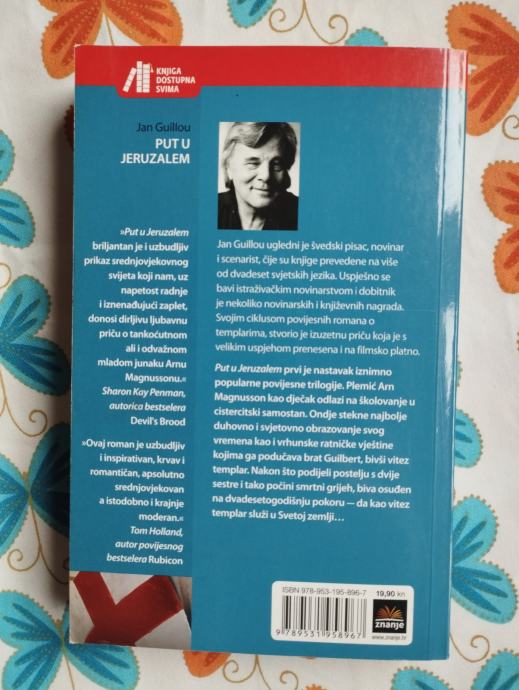 KNJIGA
DOSTUPNA
SVIMA
Jan Guillou
PUT U
JERUZALEM
»Put u Jeruzalem
briljantan je i uzbudljiv
prikaz srednjovjekovnog
svijeta koji nam, uz
napetost radnje
i iznenađujući zaplet,
donosi dirljivu ljubavnu
priču o tankoćutnom
ali i odvažnom
mladom junaku Arnu
Magnussonu.«
Sharon Kay Penman,
autorica bestselera
Devil's Brood
»Ovaj roman je uzbudljiv
i inspirativan, krvav i
romantičan, apsolutno
srednjovjekovan
a istodobno i krajnje
moderan.«
Tom Holland,
autor povijesnog
bestselera Rubicon
Jan Guillou ugledni je švedski pisac, novinar
i scenarist, čije su knjige prevedene na više
od dvadeset svjetskih jezika. Uspješno se
bavi istraživačkim novinarstvom i dobitnik
je nekoliko novinarskih i književnih nagrada.
Svojim ciklusom povijesnih romana o
templarima, stvorio je izuzetnu priču koja je s
velikim uspjehom prenesena i na filmsko platno.
Put u Jeruzalem prvi je nastavak iznimno
popularne povijesne trilogije. Plemić Arn
Magnusson kao dječak odlazi na školovanje u
cistercitski samostan. Ondje stekne najbolje
duhovno i svjetovno obrazovanje svog
vremena kao i vrhunske ratničke vještine
kojima ga podučava brat Guilbert, bivši vitez
templar. Nakon što podijeli postelju s dvije
sestre i tako počini smrtni grijeh, biva osuđen
na dvadesetogodišnju pokoru — da kao vitez
templar služi u Svetoj zemlji…
ISBN 978-953-195-896-7
19,90 kn
9 789531 958967
znanje
www.znanje.hr